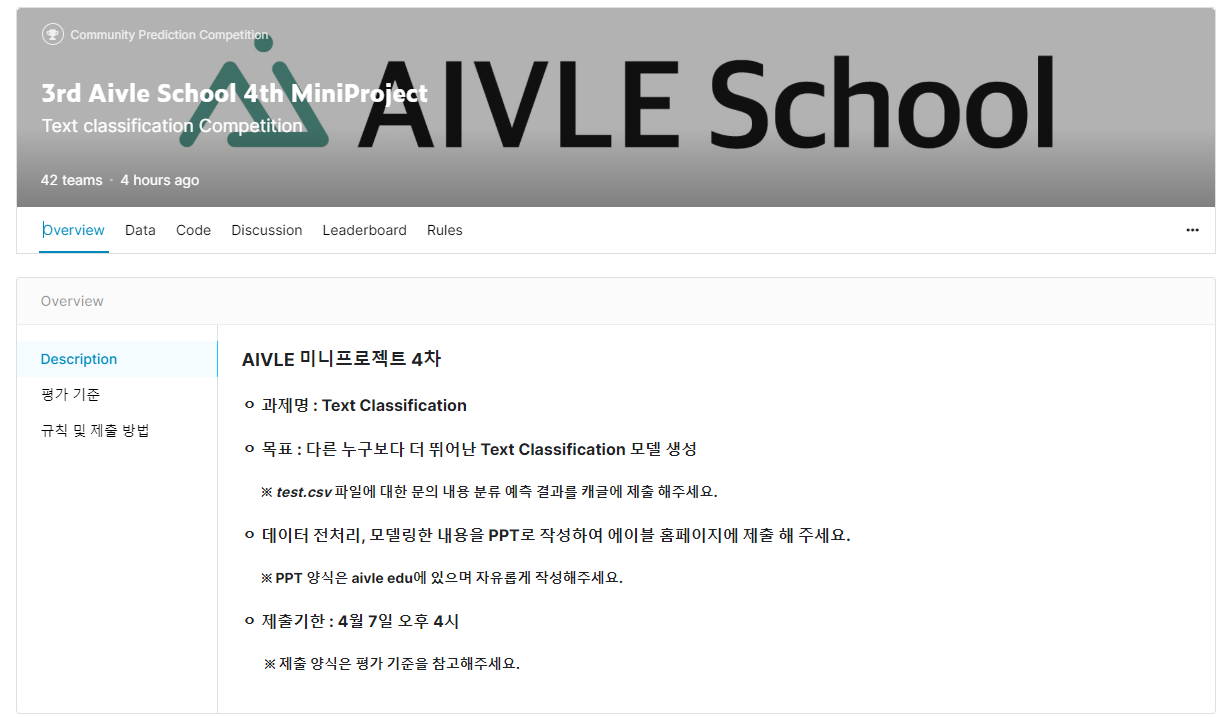 Community Prediction Competition
AIVLE School
3rd Aivle School 4th MiniProject
Text classification Competition
42 teams · 4 hours ago
Overview Data Code Discussion Leaderboard Rules
Overview
Description
평가 기준
규칙 및 제출 방법
AIVLE 미니프로젝트 4차
ㅇ 과제명 : Text Classification
ㅇ 목표 : 다른 누구보다 더 뛰어난 Text Classification 모델 생성
※ test.csv 파일에 대한 문의 내용 분류 예측 결과를 캐글에 제출 해주세요.
ㅇ 데이터 전처리, 모델링한 내용을 PPT로 작성하여 에이블 홈페이지에 제출 해 주세요.
※ PPT 양식은 aivle edu에 있으며 자유롭게 작성해주세요.
ㅇ 제출기한 : 4월 7일 오후 4시
※ 제출 양식은 평가 기준을 참고해주세요.